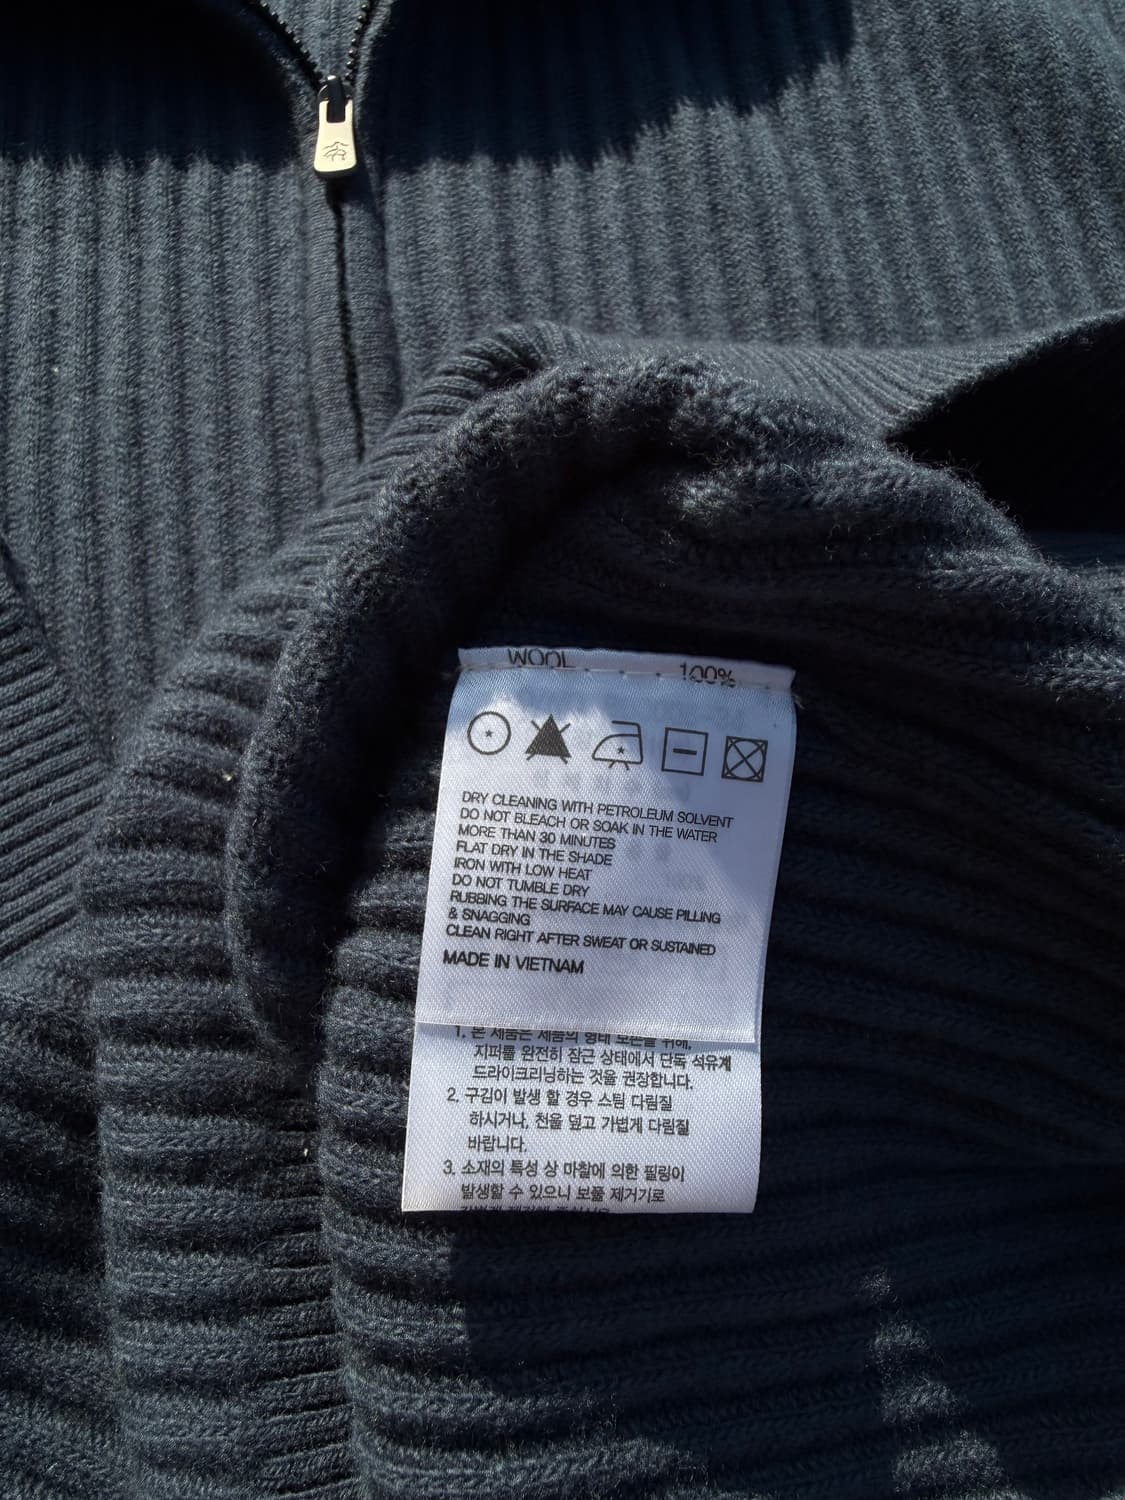 WOOL 100%
DRY CLEANING WITH PETROLEUM SOLVENT
DO NOT BLEACH OR SOAK IN THE WATER
MORE THAN 30 MINUTES
FLAT DRY IN THE SHADE
IRON WITH LOW HEAT
DO NOT TUMBLE DRY
RUBBING THE SURFACE MAY CAUSE PILLING
& SNAGGING
CLEAN RIGHT AFTER SWEAT OR SUSTAINED
MADE IN VIETNAM
1. 본 제품은 제품의 형태 보존을 위해,
지퍼를 완전히 잠근 상태에서 단독 석유계
드라이크리닝하는 것을 권장합니다.
2. 구김이 발생 할 경우 스팀 다림질
하시거나, 천을 덮고 가볍게 다림질
바랍니다.
3. 소재의 특성 상 마찰에 의한 필링이
발생할 수 있으니 보풀 제거기로